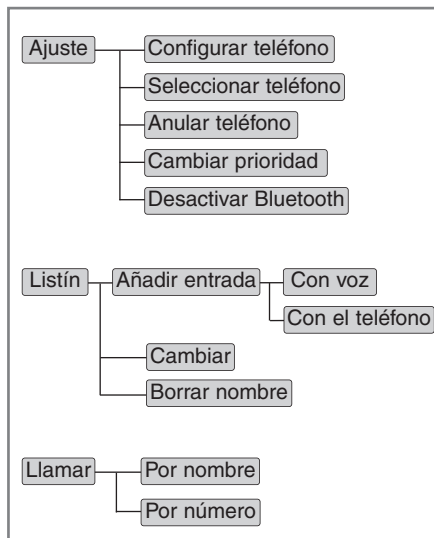 Ajuste
Configurar teléfono
Seleccionar teléfono
Anular teléfono
Cambiar prioridad
Desactivar Bluetooth
Listín
Añadir entrada
Con voz
Con el teléfono
Cambiar
Borrar nombre
Llamar
Por nombre
Por número